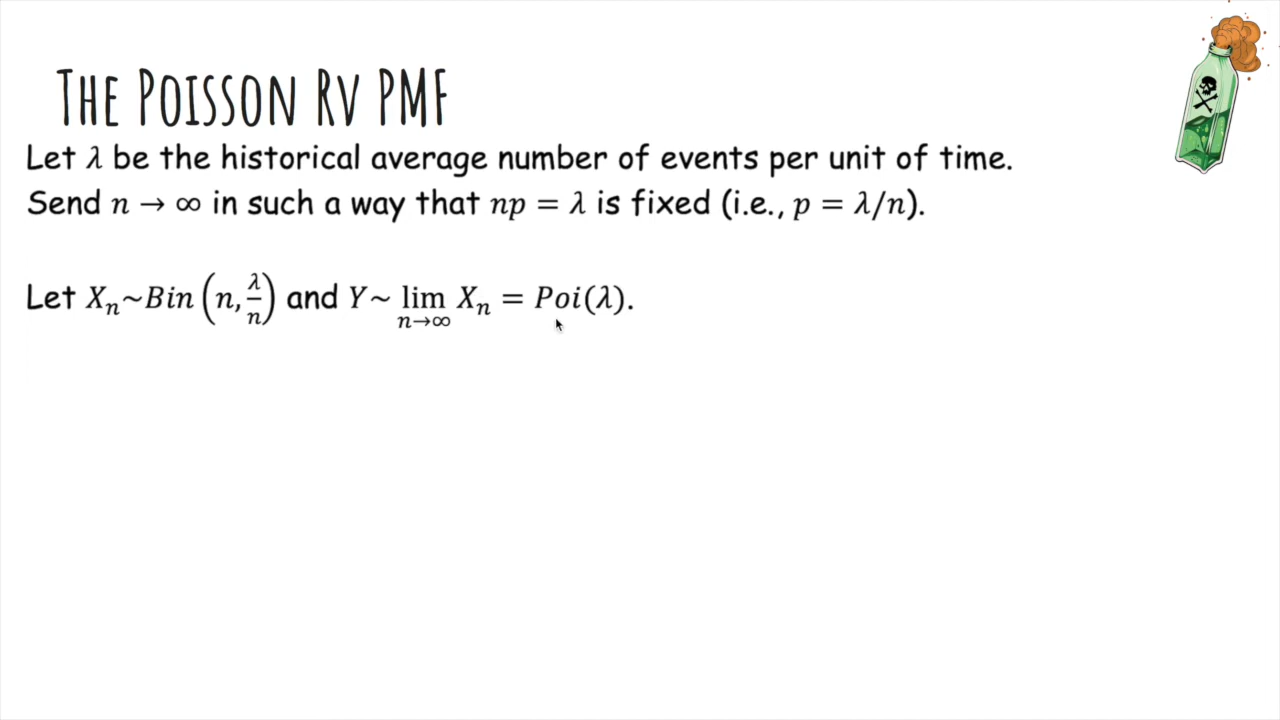 The Poisson Rv PMF
Let λ be the historical average number of events per unit of time.
Send n → ∞ in such a way that np = λ is fixed (i.e., p = λ/n).
Let Xₙ~Bin(n, λ/n) and Y~ lim n→∞ Xₙ = Poi(λ).